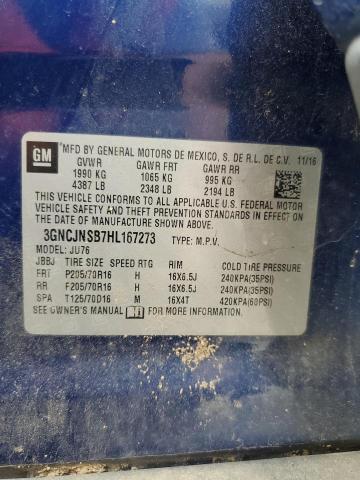 GM
MFD BY GENERAL MOTORS DE MEXICO, S. DE R.L. DE C.V. 11/16
GVWR GAWR FRT GAWR RR
1990 KG 1065 KG 995 KG
4387 LB 2348 LB 2194 LB
THIS VEHICLE CONFORMS TO ALL APPLICABLE U.S. FEDERAL MOTOR
VEHICLE SAFETY, BUMPER, AND THEFT PREVENTION STANDARDS IN EFFECT ON THE
DATE OF MANUFACTURE SHOWN ABOVE.
3GNCJNSB7HL167273 TYPE: M.P.V.
MODEL: JU76
JBBJ TIRE SIZE SPEED RTG RIM COLD TIRE PRESSURE
FRT P205/70R16 H 16X6.5J 240KPA(35PSI)
RR P205/70R16 H 16X6.5J 240KPA(35PSI)
SPA T125/70D16 M 16X4T 420KPA(60PSI)
SEE OWNER'S MANUAL FOR MORE INFORMATION